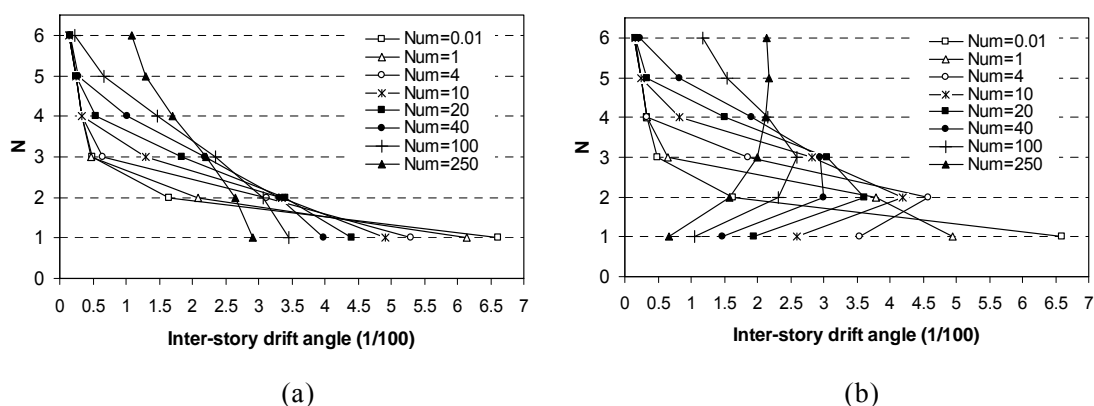 6
5
4
3
2
1
0
N
0 0.5 1 1.5 2 2.5 3 3.5 4 4.5 5 5.5 6 6.5 7
Inter-story drift angle (1/100)
Num=0.01
Num=1
Num=4
Num=10
Num=20
Num=40
Num=100
Num=250
(a)
6
5
4
3
2
1
0
N
0 0.5 1 1.5 2 2.5 3 3.5 4 4.5 5 5.5 6 6.5 7
Inter-story drift angle (1/100)
Num=0.01
Num=1
Num=4
Num=10
Num=20
Num=40
Num=100
Num=250
(b)